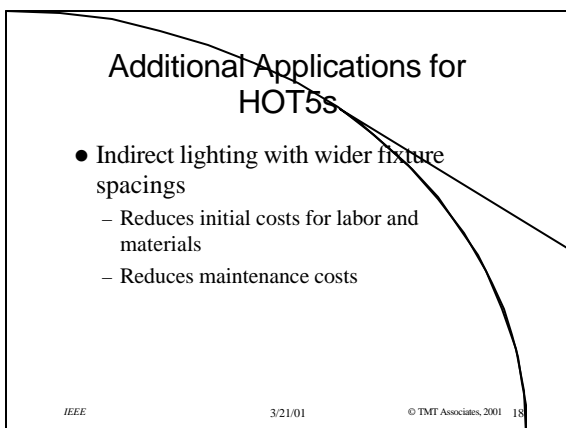 Additional Applications for
HOT5s
● Indirect lighting with wider fixture
spacings
– Reduces initial costs for labor and
materials
– Reduces maintenance costs
IEEE 3/21/01 © TMT Associates, 2001 18